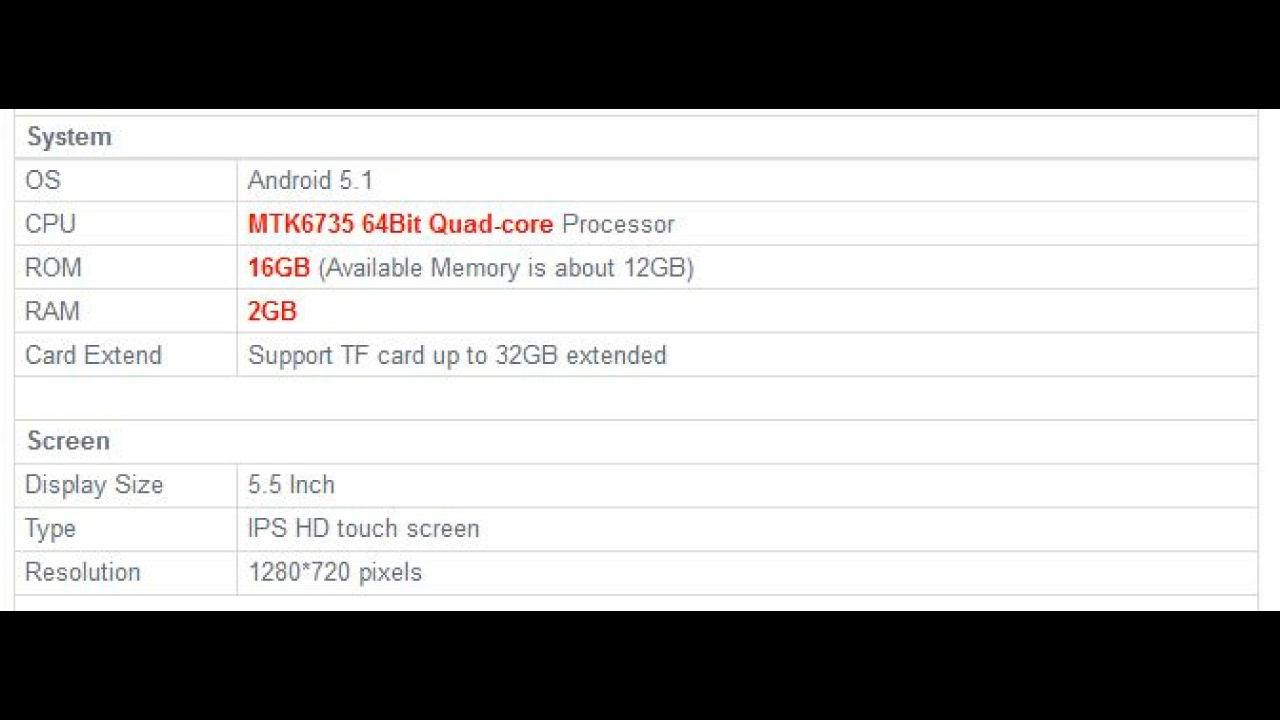 System
OS Android 5.1
CPU MTK6735 64Bit Quad-core Processor
ROM 16GB (Available Memory is about 12GB)
RAM 2GB
Card Extend Support TF card up to 32GB extended
Screen
Display Size 5.5 Inch
Type IPS HD touch screen
Resolution 1280*720 pixels